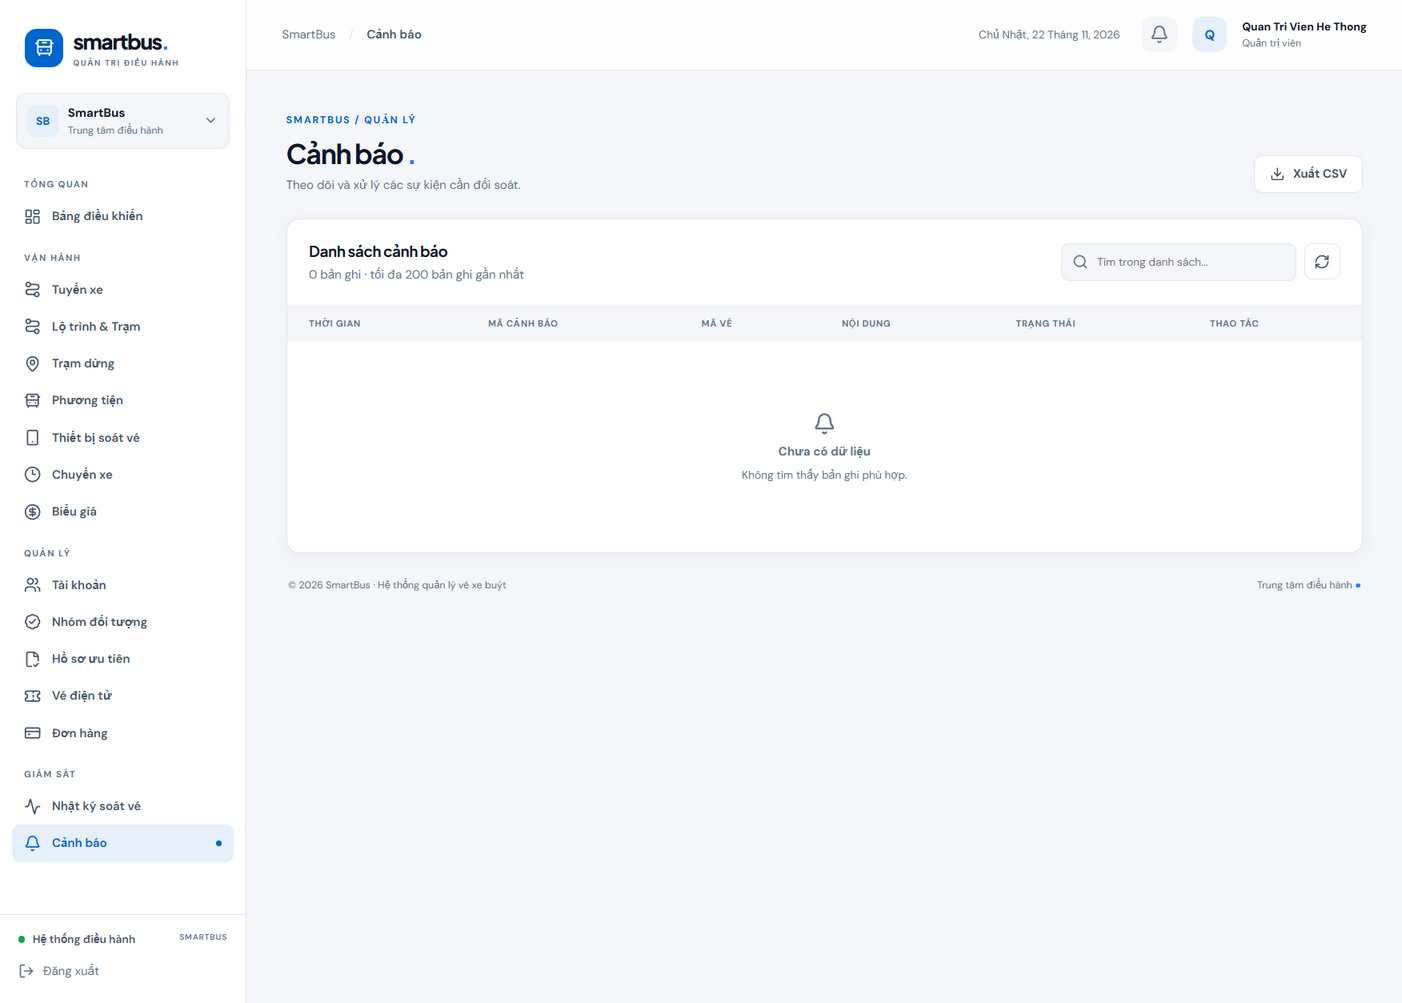 smartbus.
QUẢN TRỊ ĐIỀU HÀNH
SB
SmartBus
Trung tâm điều hành
TỔNG QUAN
Bảng điều khiển
VẬN HÀNH
Tuyến xe
Lộ trình & Trạm
Trạm dừng
Phương tiện
Thiết bị soát vé
Chuyến xe
Biểu giá
QUẢN LÝ
Tài khoản
Nhóm đối tượng
Hồ sơ ưu tiên
Vé điện tử
Đơn hàng
GIÁM SÁT
Nhật ký soát vé
Cảnh báo
Hệ thống điều hành
SMARTBUS
Đăng xuất
SmartBus / Cảnh báo
Chủ Nhật, 22 Tháng 11, 2026
Q
Quan Tri Vien He Thong
Quản trị viên
SMARTBUS / QUẢN LÝ
Cảnh báo .
Theo dõi và xử lý các sự kiện cần đối soát.
Xuất CSV
Danh sách cảnh báo
0 bản ghi · tối đa 200 bản ghi gần nhất
Tìm trong danh sách...
THỜI GIAN MÃ CẢNH BÁO MÃ VÉ NỘI DUNG TRẠNG THÁI THAO TÁC
Chưa có dữ liệu
Không tìm thấy bản ghi phù hợp.
© 2026 SmartBus · Hệ thống quản lý vé xe buýt
Trung tâm điều hành